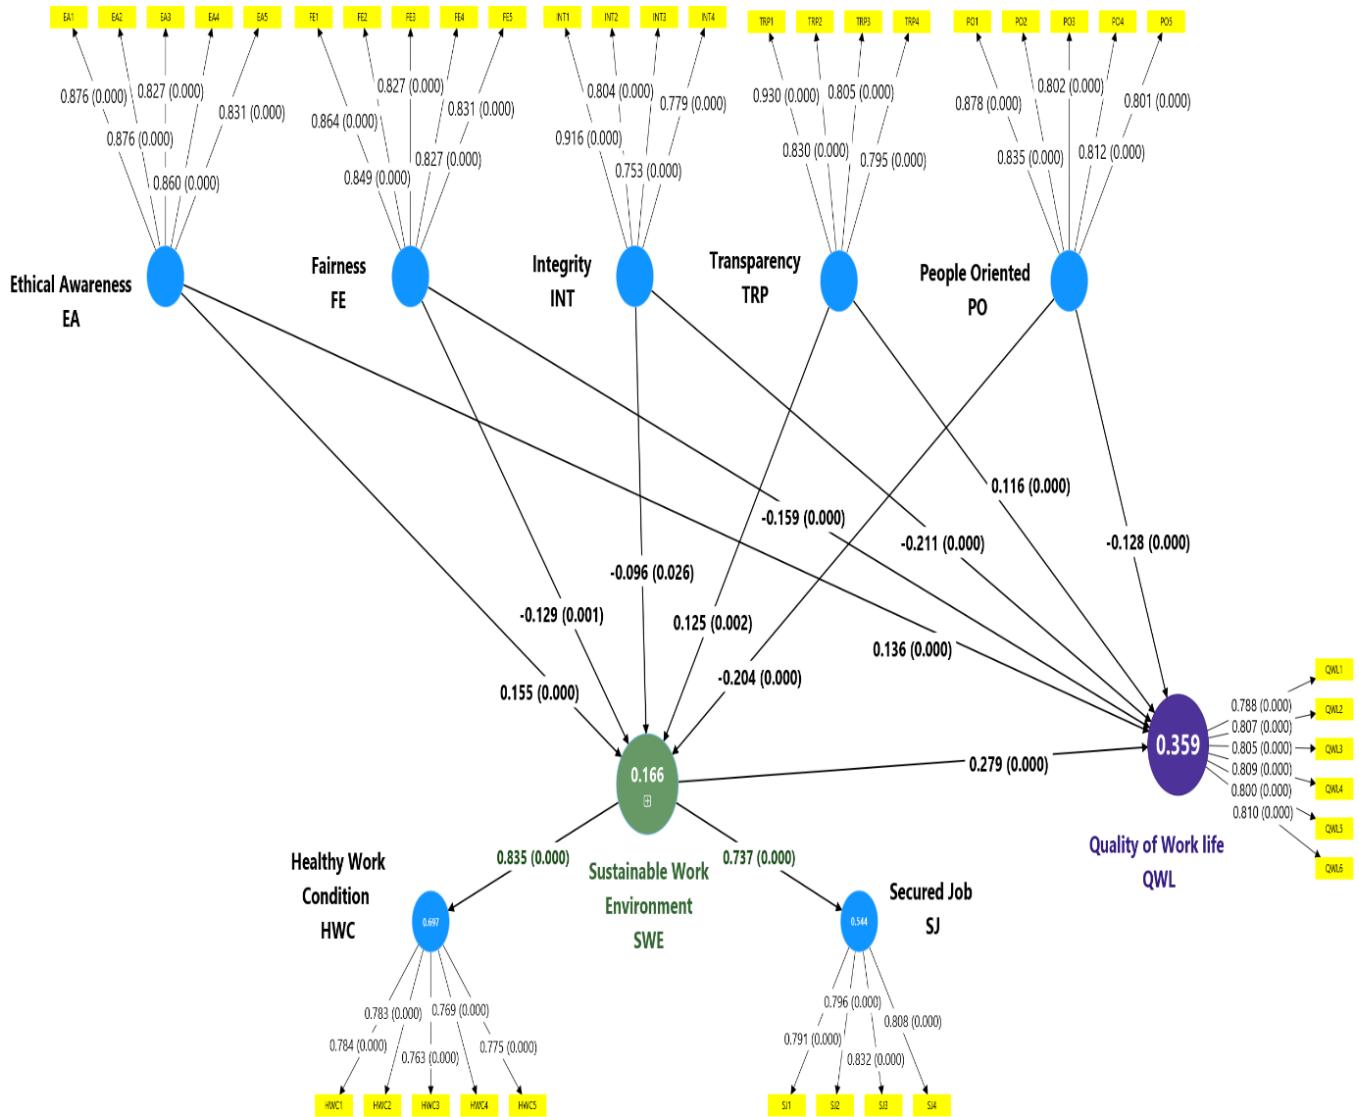 EA1 EA2 EA3 EA4 EA5 FE1 FE2 FE3 FE4 FE5 INT1 INT2 INT3 INT4 TRP1 TRP2 TRP3 TRP4 PO1 PO2 PO3 PO4 PO5
0.876 (0.000)
0.876 (0.000)
0.827 (0.000)
0.860 (0.000)
0.831 (0.000)
0.864 (0.000)
0.849 (0.000)
0.827 (0.000)
0.827 (0.000)
0.831 (0.000)
0.916 (0.000)
0.804 (0.000)
0.753 (0.000)
0.779 (0.000)
0.930 (0.000)
0.830 (0.000)
0.805 (0.000)
0.795 (0.000)
0.878 (0.000)
0.835 (0.000)
0.802 (0.000)
0.812 (0.000)
0.801 (0.000)
Ethical Awareness
EA
Fairness
FE
Integrity
INT
Transparency
TRP
People Oriented
PO
0.116 (0.000)
-0.159 (0.000)
-0.211 (0.000)
-0.128 (0.000)
-0.096 (0.026)
-0.129 (0.001)
0.125 (0.002)
0.136 (0.000)
-0.204 (0.000)
0.155 (0.000)
0.279 (0.000)
0.166
0.359
0.788 (0.000)
0.807 (0.000)
0.805 (0.000)
0.809 (0.000)
0.800 (0.000)
0.810 (0.000)
QWL1
QWL2
QWL3
QWL4
QWL5
QWL6
Quality of Work life
QWL
0.835 (0.000)
0.737 (0.000)
Sustainable Work
Environment
SWE
Healthy Work
Condition
HWC
0.697
Secured Job
SJ
0.544
0.784 (0.000)
0.783 (0.000)
0.763 (0.000)
0.769 (0.000)
0.775 (0.000)
0.791 (0.000)
0.796 (0.000)
0.832 (0.000)
0.808 (0.000)
HWC1 HWC2 HWC3 HWC4 HWC5
SJ1 SJ2 SJ3 SJ4